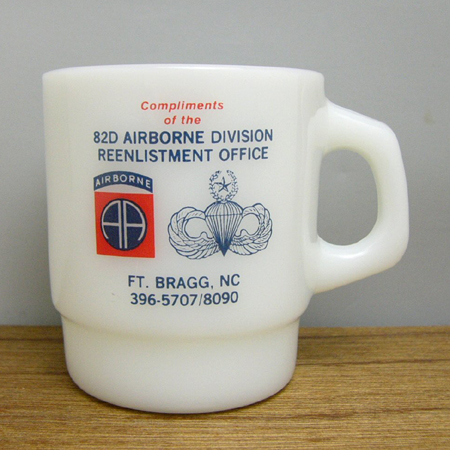 Compliments
of the
82D AIRBORNE DIVISION
REENLISTMENT OFFICE
AIRBORNE
AA
FT. BRAGG, NC
396-5707/8090